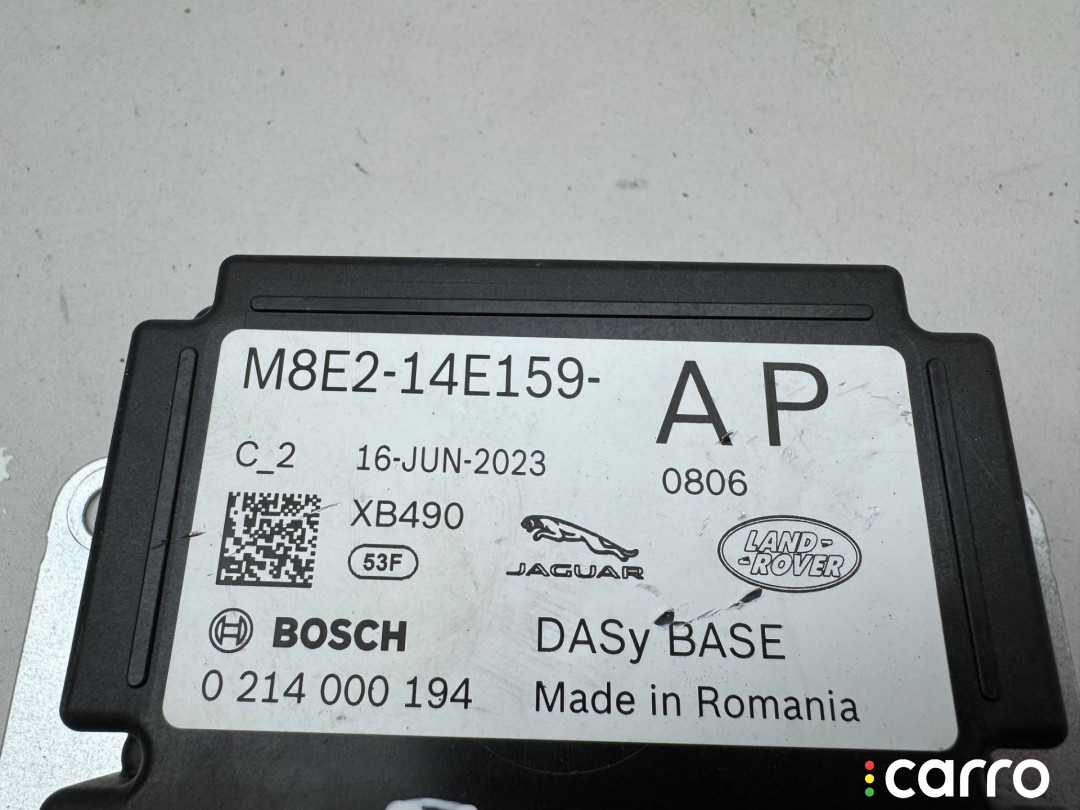 M8E2-14E159-
AP
C_2
16-JUN-2023
0806
XB490
53F
JAGUAR
LAND-
-ROVER
BOSCH
DASy BASE
0 214 000 194
Made in Romania
carro